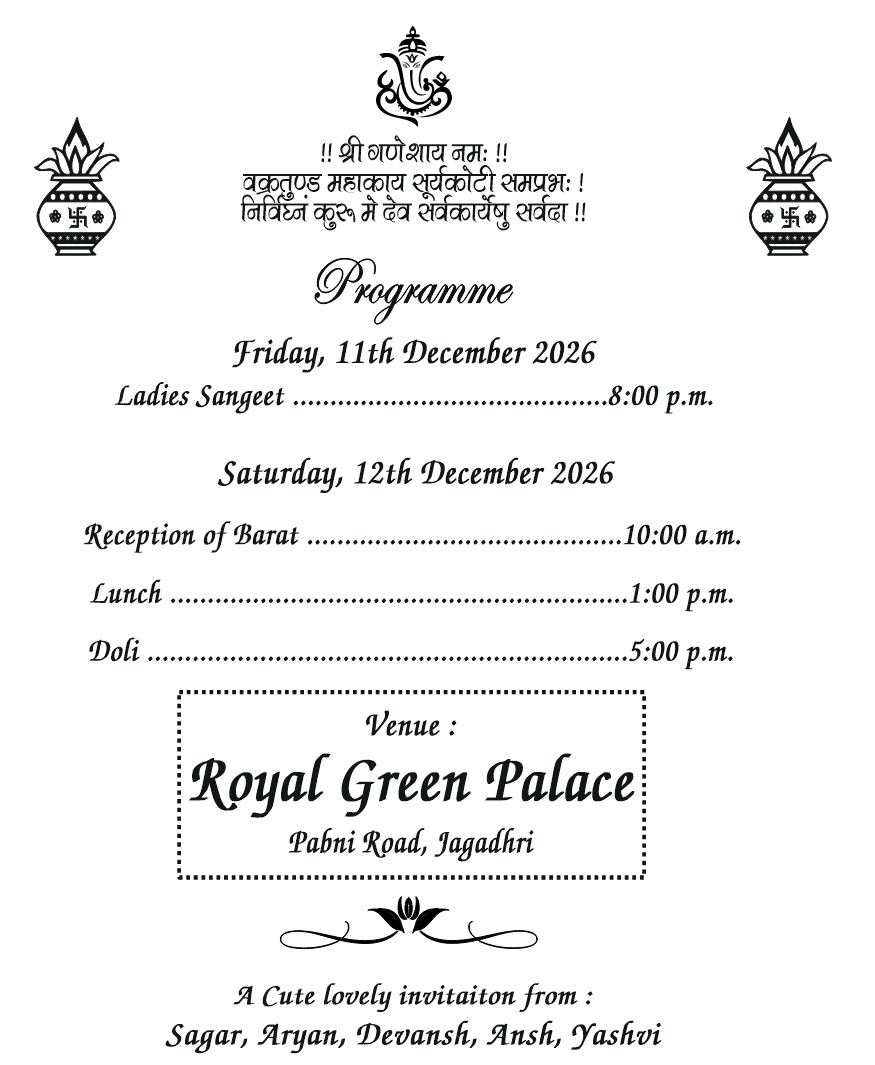 !! श्री गणेशाय नमः !!
वक्रतुण्ड महाकाय सूर्यकोटी समप्रभः !
निर्विघ्नं कुरू मे देव सर्वकार्येषु सर्वदा !!
Programme
Friday, 11th December 2026
Ladies Sangeet ..........................................8:00 p.m.
Saturday, 12th December 2026
Reception of Barat ..........................................10:00 a.m.
Lunch .............................................................1:00 p.m.
Doli ................................................................5:00 p.m.
Venue :
Royal Green Palace
Pabni Road, Jagadhri
A Cute lovely invitaiton from :
Sagar, Aryan, Devansh, Ansh, Yashvi